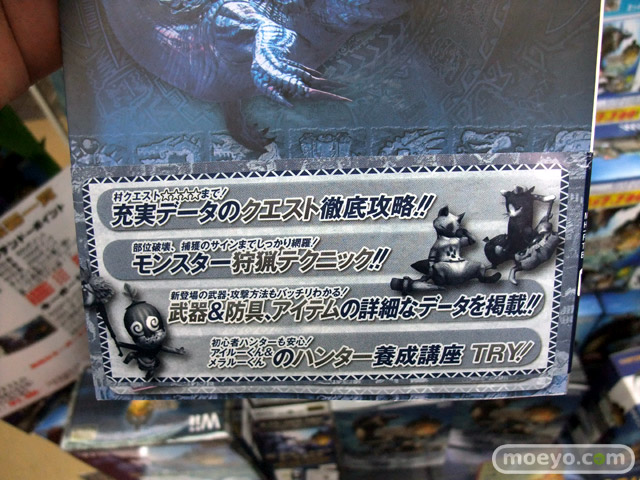 村クエスト☆☆☆☆まで!
充実データのクエスト徹底攻略!!
部位破壊、捕獲のサインまでしっかり網羅!
モンスター狩猟テクニック!!
新登場の武器・攻撃方法もバッチリわかる!
武器&防具、アイテムの詳細なデータを掲載!!
初心者ハンターも安心!
アイルーくん&
メラルーくん
のハンター養成講座 TRY!!
Wii
moeyo.com